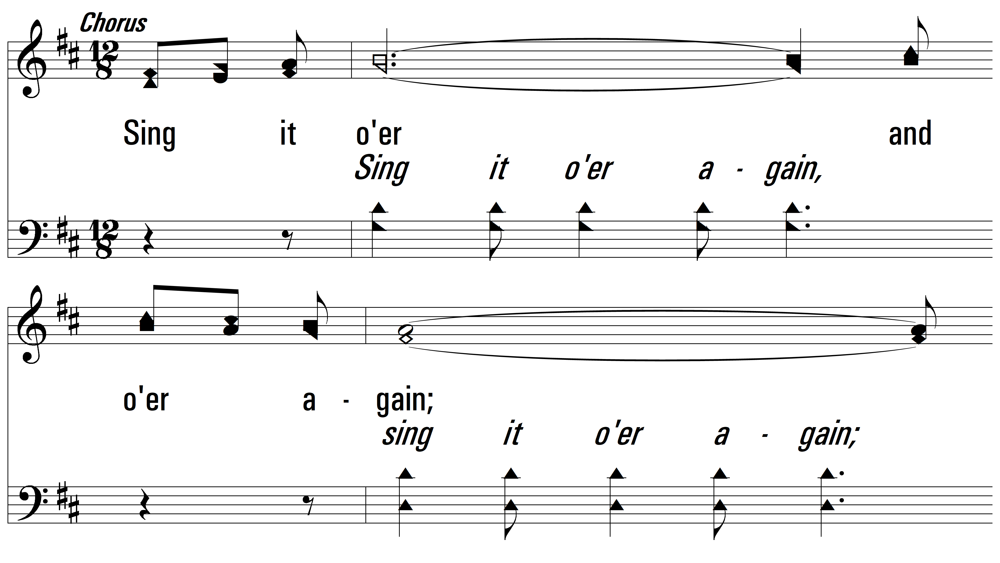 Chorus
12
8
Sing it o'er and
Sing it o'er a - gain,
12
8
o'er a - gain;
sing it o'er a - gain;